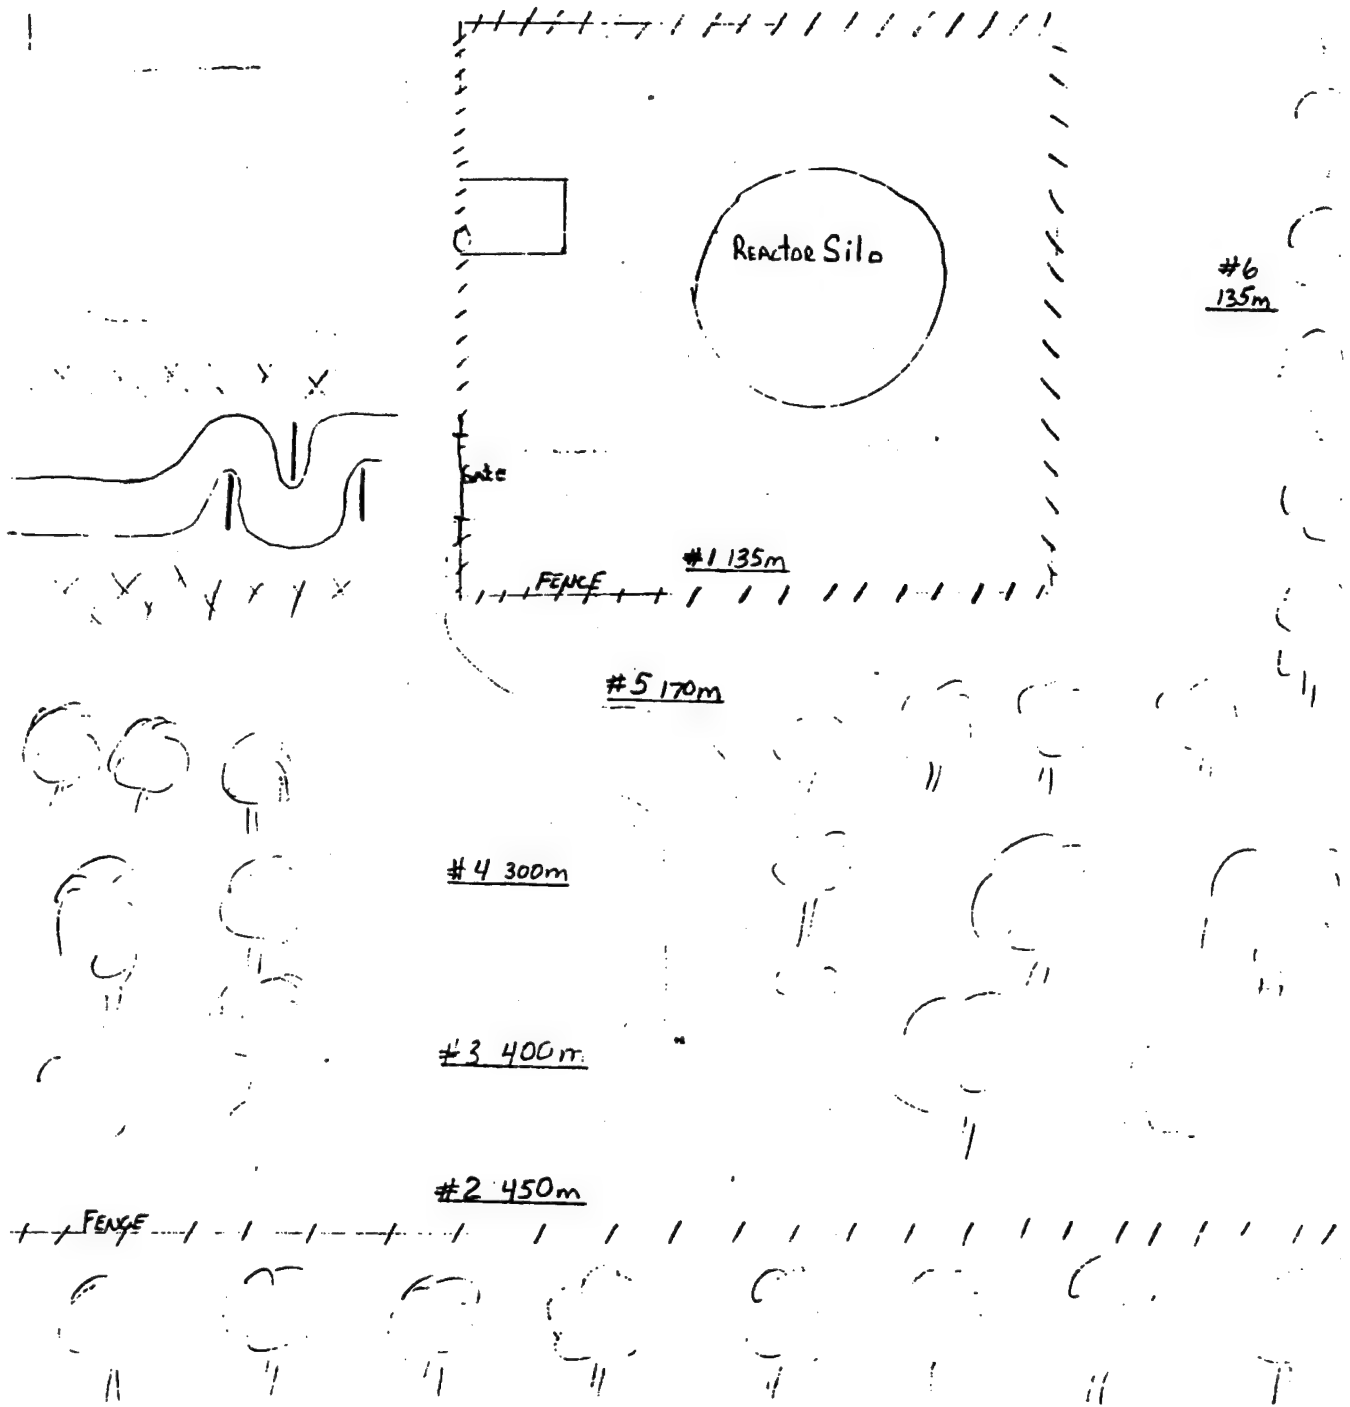 REACTOR Silo
#6
135m
Gate
#1 135m
FENCE
#5 170m
#4 300m
#3 400m
#2 450m
FENCE